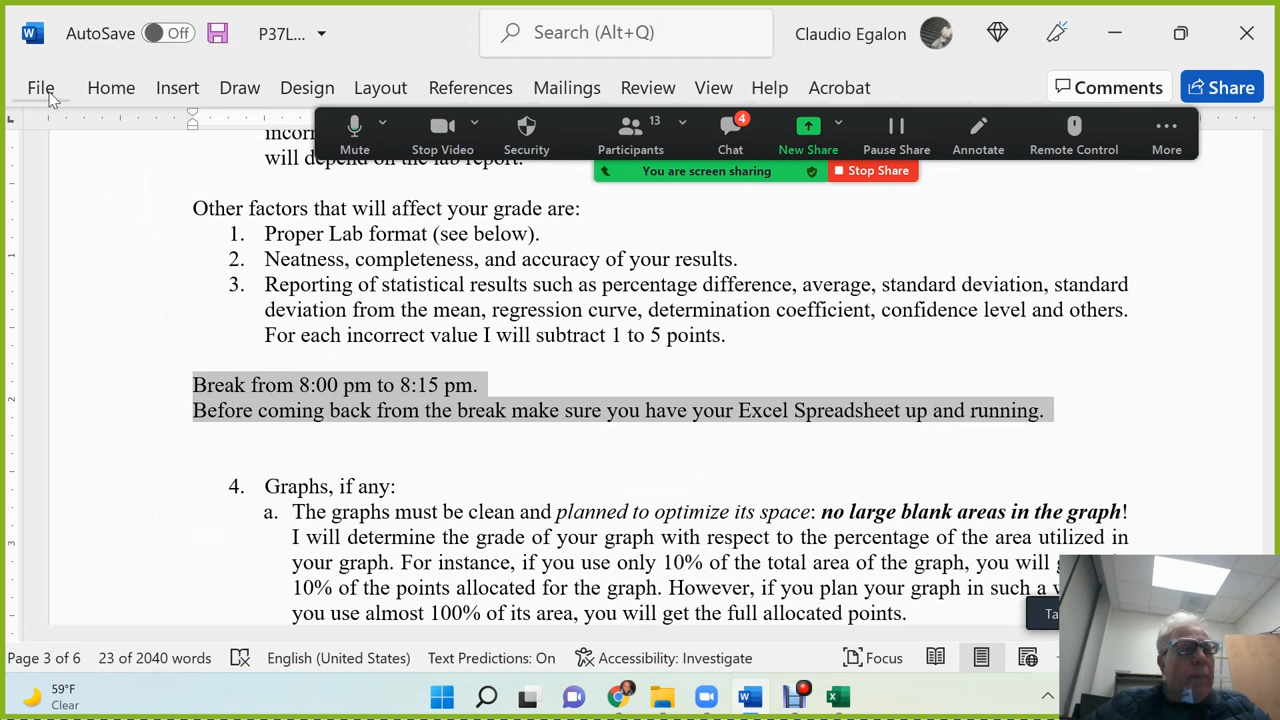 AutoSave Off P37L... Search (Alt+Q) Claudio Egalon
File Home Insert Draw Design Layout References Mailings Review View Help Acrobat Comments Share
Mute Stop Video Security Participants 13 Chat 4 New Share Pause Share Annotate Remote Control More
You are screen sharing Stop Share
will depend on the lab report.
Other factors that will affect your grade are:
1. Proper Lab format (see below).
2. Neatness, completeness, and accuracy of your results.
3. Reporting of statistical results such as percentage difference, average, standard deviation, standard
deviation from the mean, regression curve, determination coefficient, confidence level and others.
For each incorrect value I will subtract 1 to 5 points.
Break from 8:00 pm to 8:15 pm.
Before coming back from the break make sure you have your Excel Spreadsheet up and running.
4. Graphs, if any:
a. The graphs must be clean and planned to optimize its space: no large blank areas in the graph!
I will determine the grade of your graph with respect to the percentage of the area utilized in
your graph. For instance, if you use only 10% of the total area of the graph, you will
10% of the points allocated for the graph. However, if you plan your graph in such a
you use almost 100% of its area, you will get the full allocated points.
Page 3 of 6 23 of 2040 words English (United States) Text Predictions: On Accessibility: Investigate Focus
59°F
Clear